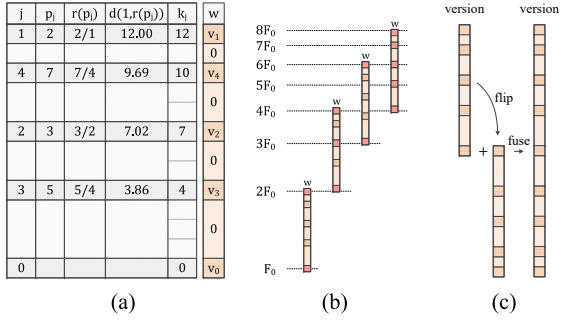 j p_j r(p_j) d(1,r(p_j)) k_j w
1 2 2/1 12.00 12 v_1
0
4 7 7/4 9.69 10 v_4
0
2 3 3/2 7.02 7 v_2
0
3 5 5/4 3.86 4 v_3
0
0 0 v_0
(a)
8F_0
7F_0
6F_0
5F_0
4F_0
3F_0
2F_0
F_0
w
w
w
w
(b)
version version
flip
+ fuse
(c)